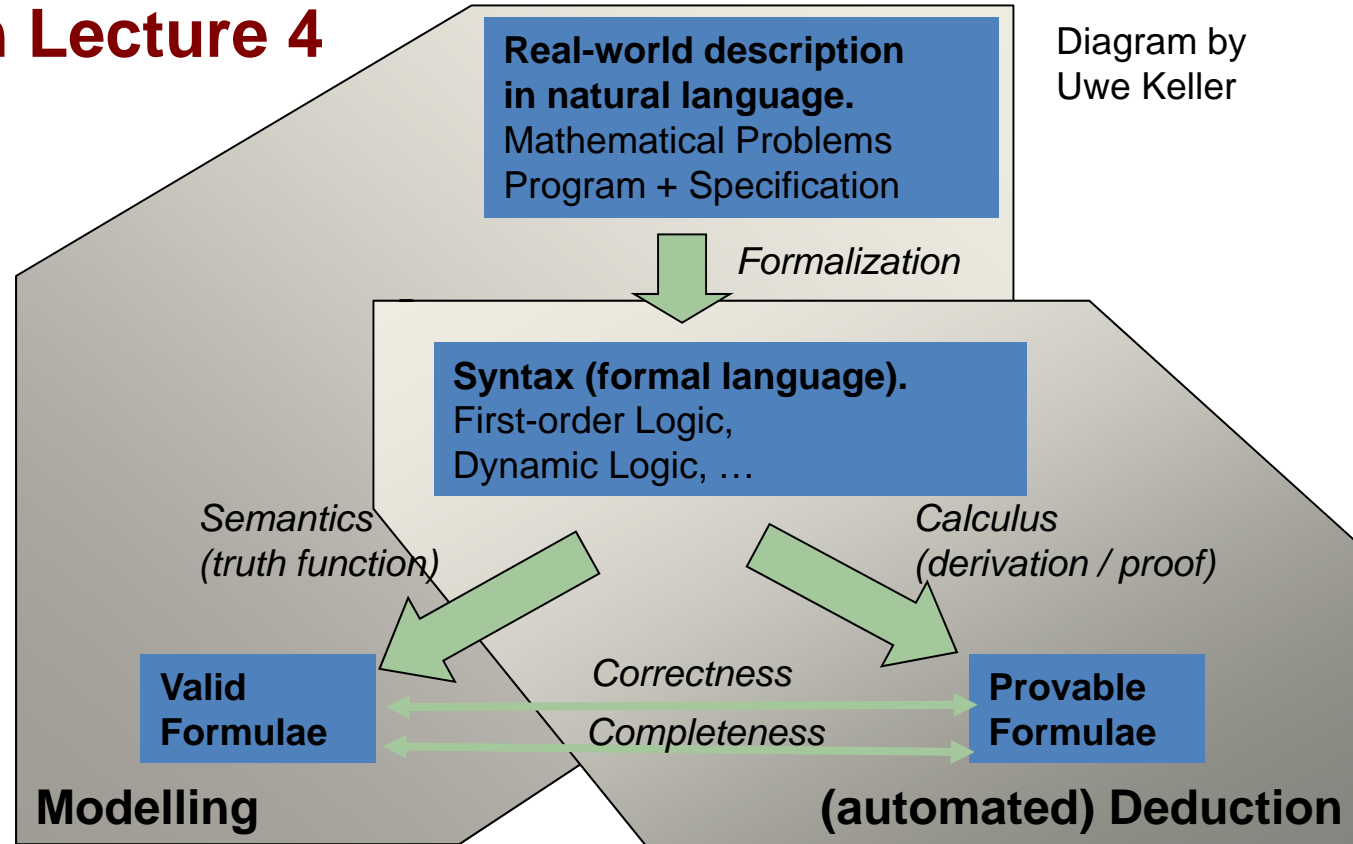 Lecture 4
Diagram by
Uwe Keller
Real-world description
in natural language.
Mathematical Problems
Program + Specification
Formalization
Syntax (formal language).
First-order Logic,
Dynamic Logic, …
Semantics
(truth function)
Calculus
(derivation / proof)
Valid
Formulae
Correctness
Completeness
Provable
Formulae
Modelling
(automated) Deduction